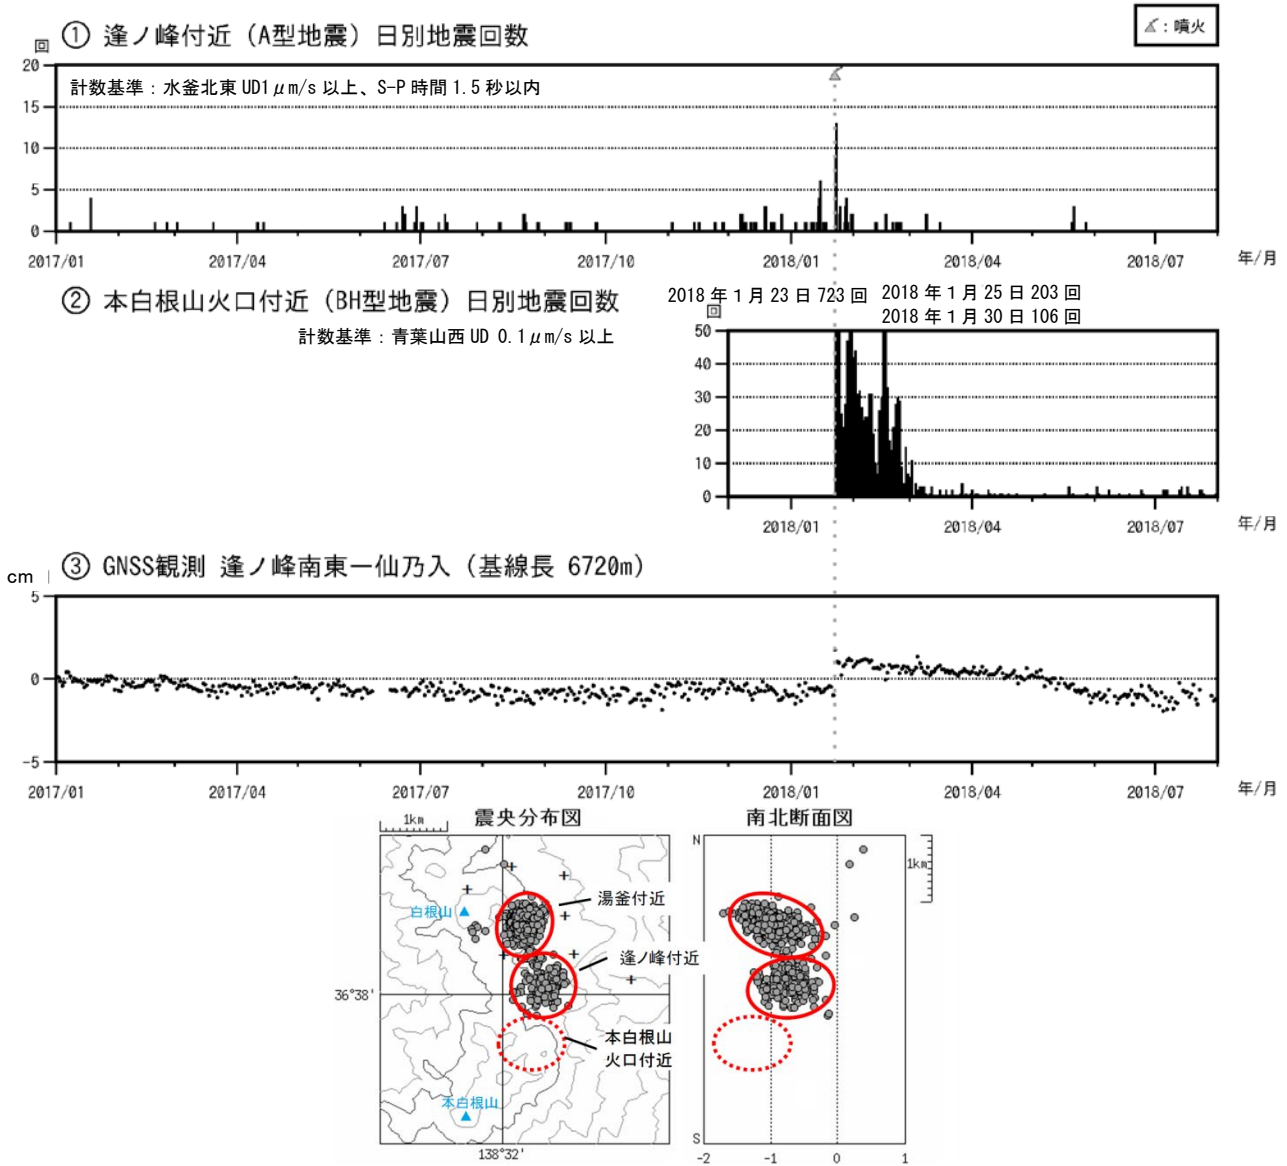 ① 逢ノ峰付近（A型地震）日別地震回数
：噴火
回
計数基準：水釜北東 UD1μm/s 以上、S-P 時間 1.5 秒以内
20
15
10
5
0
2017/01 2017/04 2017/07 2017/10 2018/01 2018/04 2018/07 年/月
② 本白根山火口付近（BH型地震）日別地震回数
計数基準：青葉山西 UD 0.1μm/s 以上
2018 年 1 月 23 日 723 回 2018 年 1 月 25 日 203 回
2018 年 1 月 30 日 106 回
回
50
40
30
20
10
0
2018/01 2018/04 2018/07 年/月
③ GNSS観測 逢ノ峰南東ー仙乃入（基線長 6720m）
cm
5
0
-5
2017/01 2017/04 2017/07 2017/10 2018/01 2018/04 2018/07 年/月
1km 震央分布図
白根山
湯釜付近
逢ノ峰付近
36°38'
本白根山
火口付近
本白根山
138°32'
南北断面図
N
1km
S
-2 -1 0 1